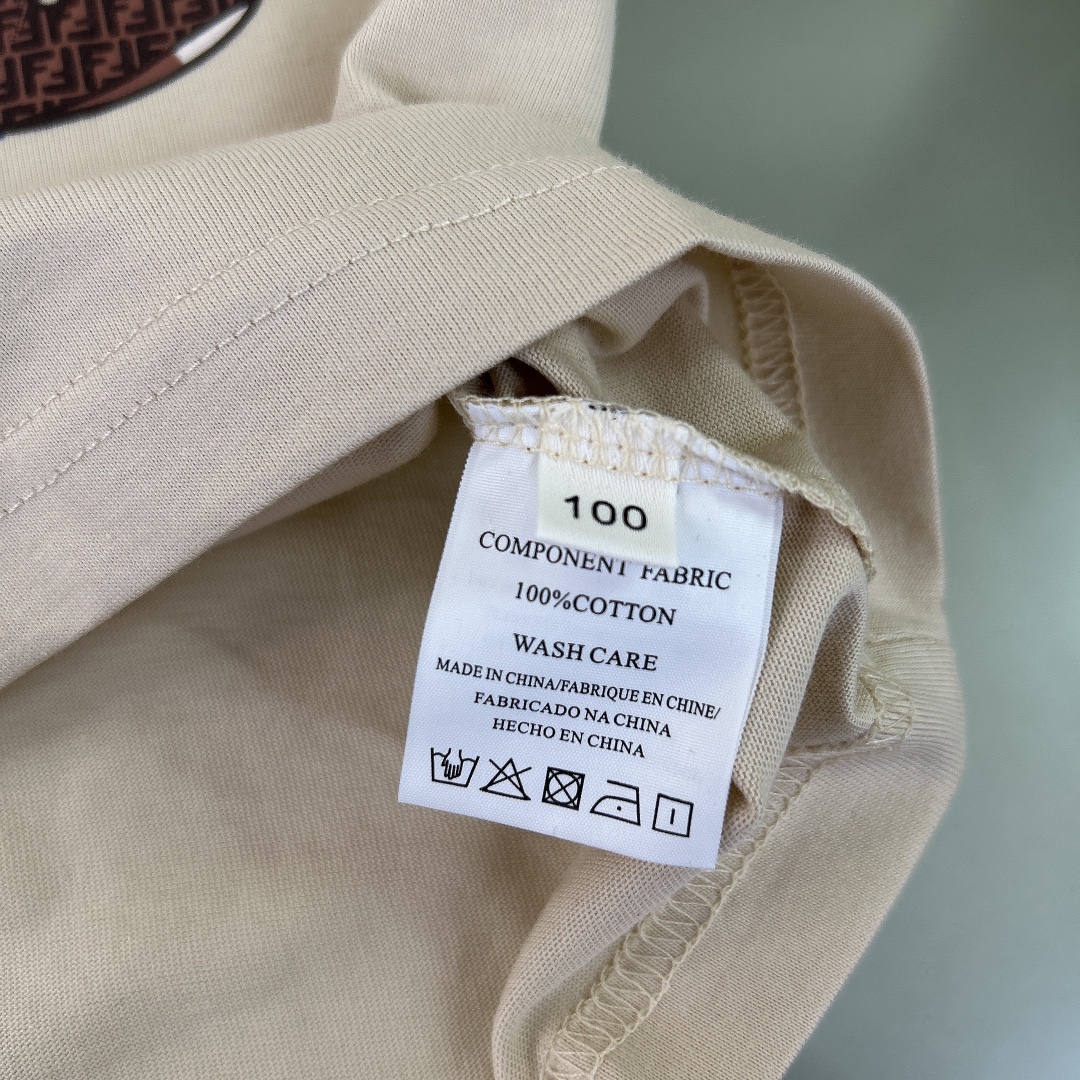 100
COMPONENT FABRIC
100%COTTON
WASH CARE
MADE IN CHINA/FABRIQUE EN CHINE/
FABRICADO NA CHINA
HECHO EN CHINA